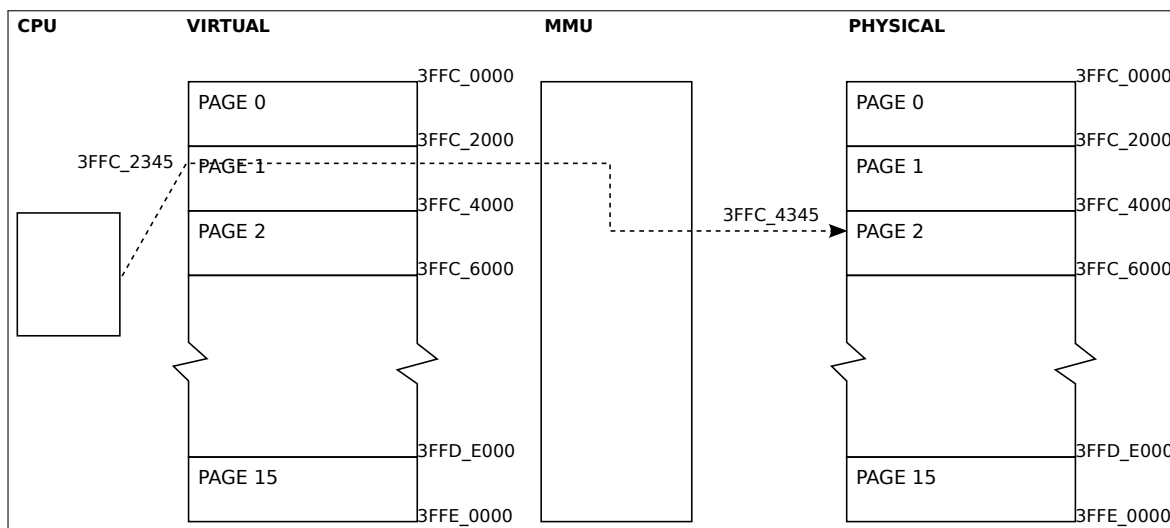 CPU VIRTUAL MMU PHYSICAL
3FFC_0000 3FFC_0000
PAGE 0 PAGE 0
3FFC_2000 3FFC_2000
3FFC_2345 PAGE 1 PAGE 1
3FFC_4000 3FFC_4000
3FFC_4345
PAGE 2 PAGE 2
3FFC_6000 3FFC_6000
3FFD_E000 3FFD_E000
PAGE 15 PAGE 15
3FFE_0000 3FFE_0000